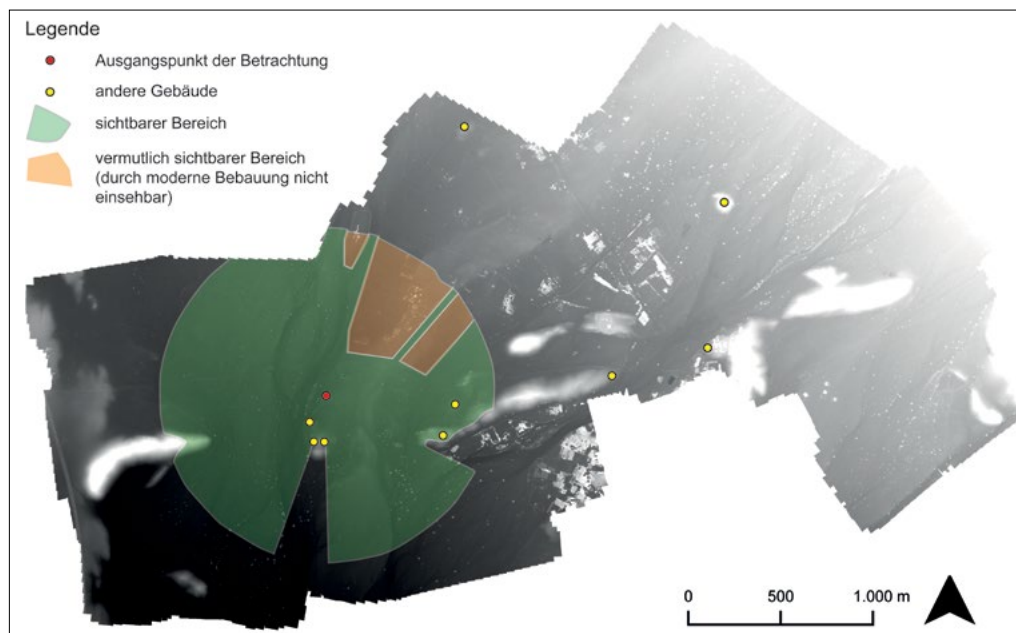 Legende
Ausgangspunkt der Betrachtung
andere Gebäude
sichtbarer Bereich
vermutlich sichtbarer Bereich
(durch moderne Bebauung nicht
einsehbar)
0 500 1.000 m